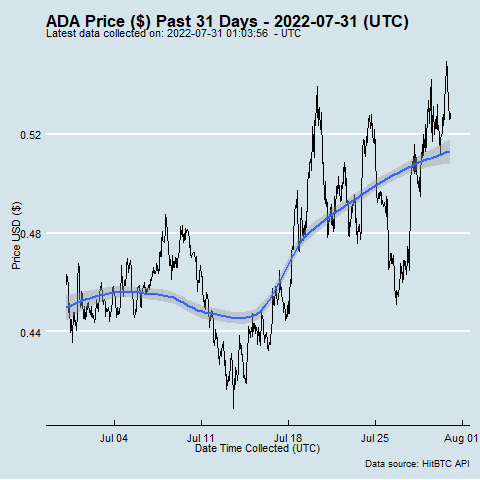 ADA Price ($) Past 31 Days - 2022-07-31 (UTC)
Latest data collected on: 2022-07-31 01:03:56 - UTC
0.52
0.48
0.44
Price USD ($)
Jul 04
Jul 11
Jul 18
Jul 25
Aug 01
Date Time Collected (UTC)
Data source: HitBTC API